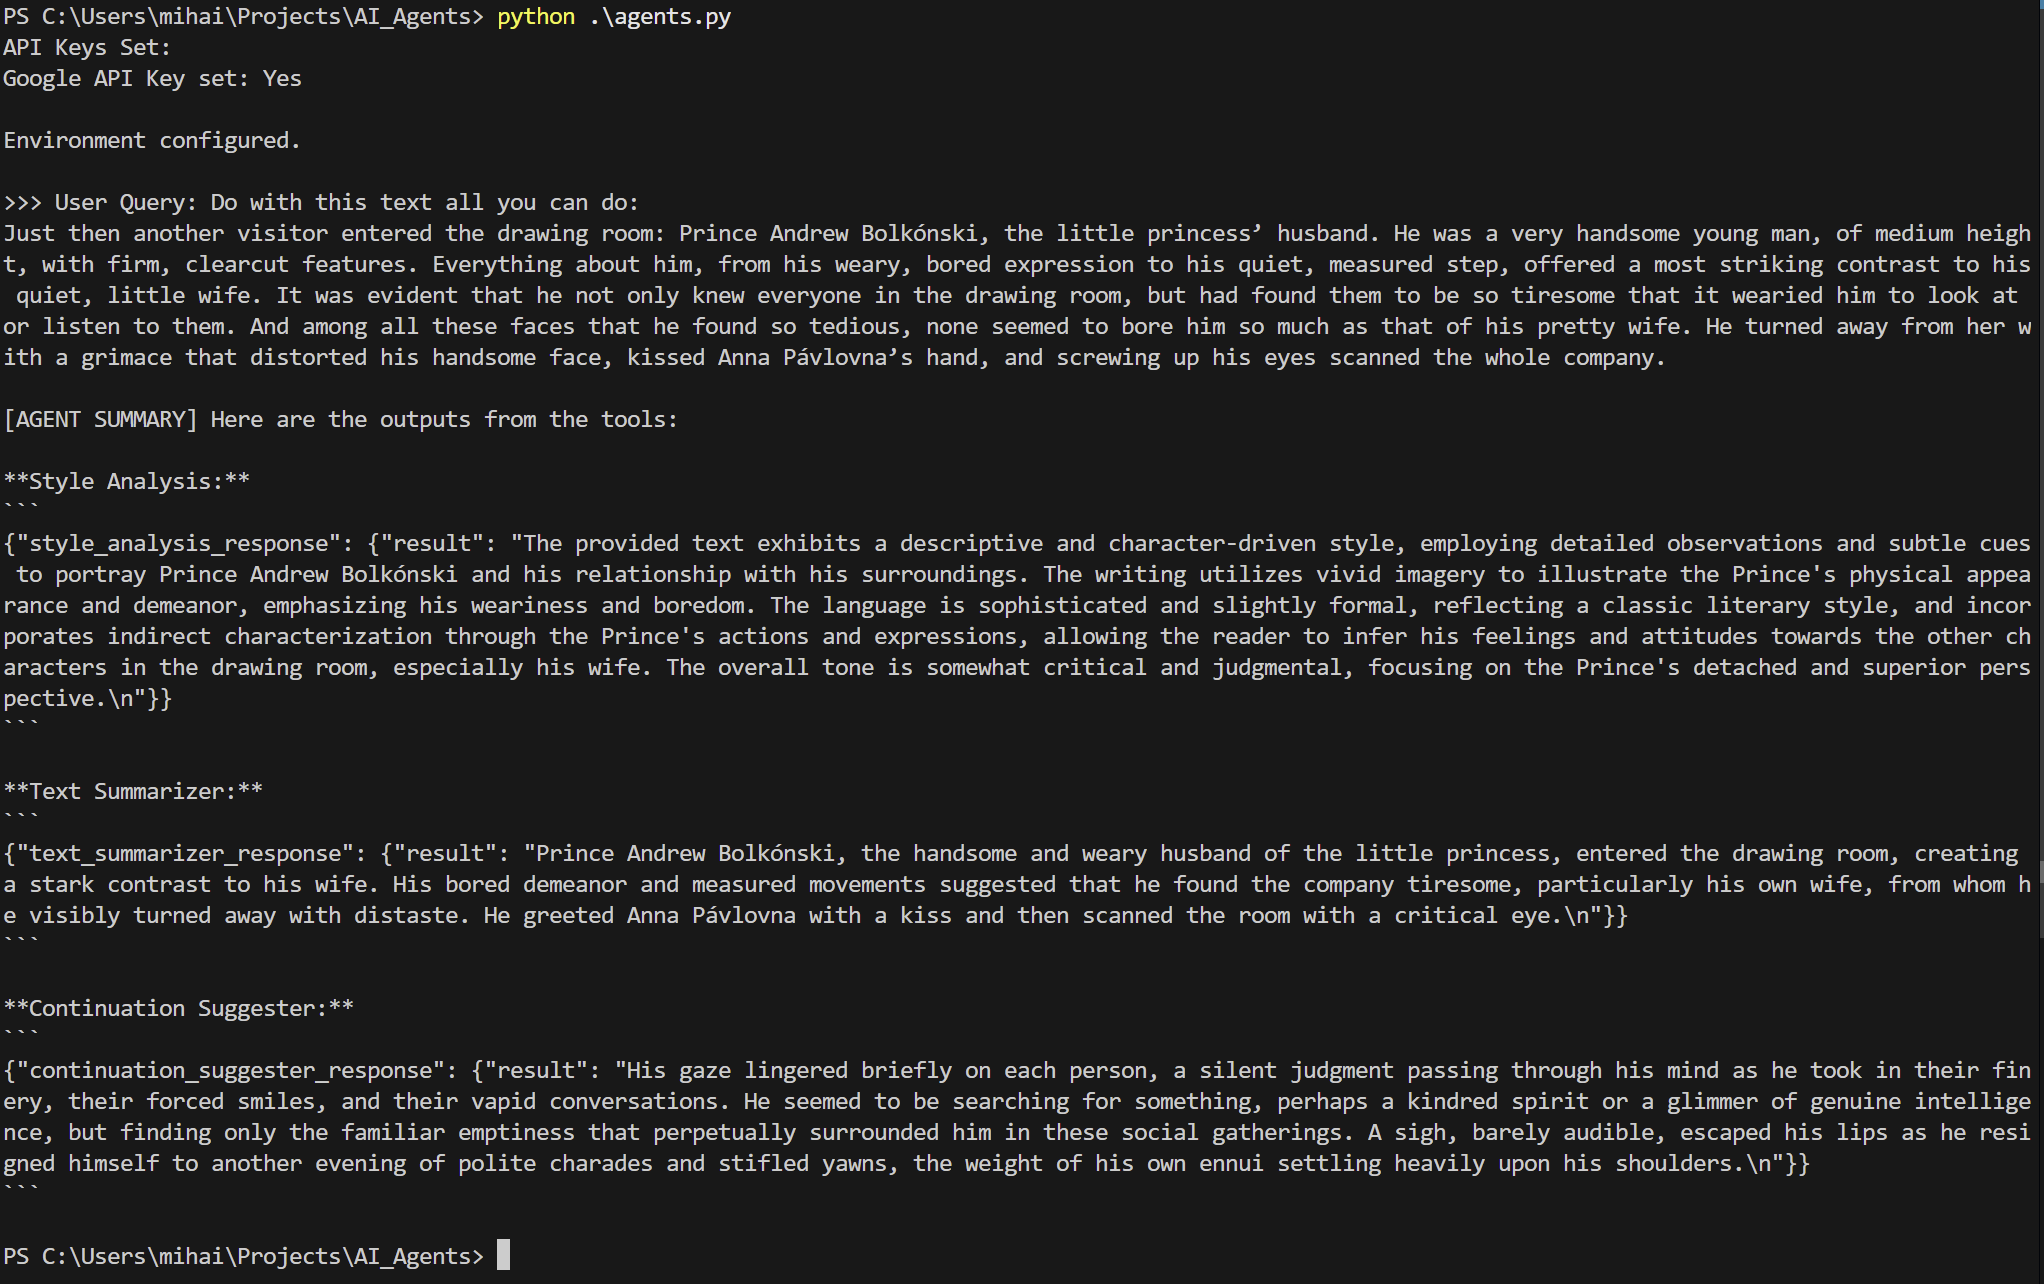 PS C:\Users\mihai\Projects\AI_Agents> python .\agents.py
API Keys Set:
Google API Key set: Yes
Environment configured.
>>> User Query: Do with this text all you can do:
Just then another visitor entered the drawing room: Prince Andrew Bolkónski, the little princess’ husband. He was a very handsome young man, of medium heigh
t, with firm, clearcut features. Everything about him, from his weary, bored expression to his quiet, measured step, offered a most striking contrast to his
 quiet, little wife. It was evident that he not only knew everyone in the drawing room, but had found them to be so tiresome that it wearied him to look at
or listen to them. And among all these faces that he found so tedious, none seemed to bore him so much as that of his pretty wife. He turned away from her w
ith a grimace that distorted his handsome face, kissed Anna Pávlovna’s hand, and screwing up his eyes scanned the whole company.
[AGENT SUMMARY] Here are the outputs from the tools:
**Style Analysis:**
```
{"style_analysis_response": {"result": "The provided text exhibits a descriptive and character-driven style, employing detailed observations and subtle cues
 to portray Prince Andrew Bolkónski and his relationship with his surroundings. The writing utilizes vivid imagery to illustrate the Prince's physical appea
rance and demeanor, emphasizing his weariness and boredom. The language is sophisticated and slightly formal, reflecting a classic literary style, and incor
porates indirect characterization through the Prince's actions and expressions, allowing the reader to infer his feelings and attitudes towards the other ch
aracters in the drawing room, especially his wife. The overall tone is somewhat critical and judgmental, focusing on the Prince's detached and superior pers
pective.\n"}}
```
**Text Summarizer:**
```
{"text_summarizer_response": {"result": "Prince Andrew Bolkónski, the handsome and weary husband of the little princess, entered the drawing room, creating
a stark contrast to his wife. His bored demeanor and measured movements suggested that he found the company tiresome, particularly his own wife, from whom h
e visibly turned away with distaste. He greeted Anna Pávlovna with a kiss and then scanned the room with a critical eye.\n"}}
```
**Continuation Suggester:**
```
{"continuation_suggester_response": {"result": "His gaze lingered briefly on each person, a silent judgment passing through his mind as he took in their fin
ery, their forced smiles, and their vapid conversations. He seemed to be searching for something, perhaps a kindred spirit or a glimmer of genuine intellige
nce, but finding only the familiar emptiness that perpetually surrounded him in these social gatherings. A sigh, barely audible, escaped his lips as he resi
gned himself to another evening of polite charades and stifled yawns, the weight of his own ennui settling heavily upon his shoulders.\n"}}
```
PS C:\Users\mihai\Projects\AI_Agents>